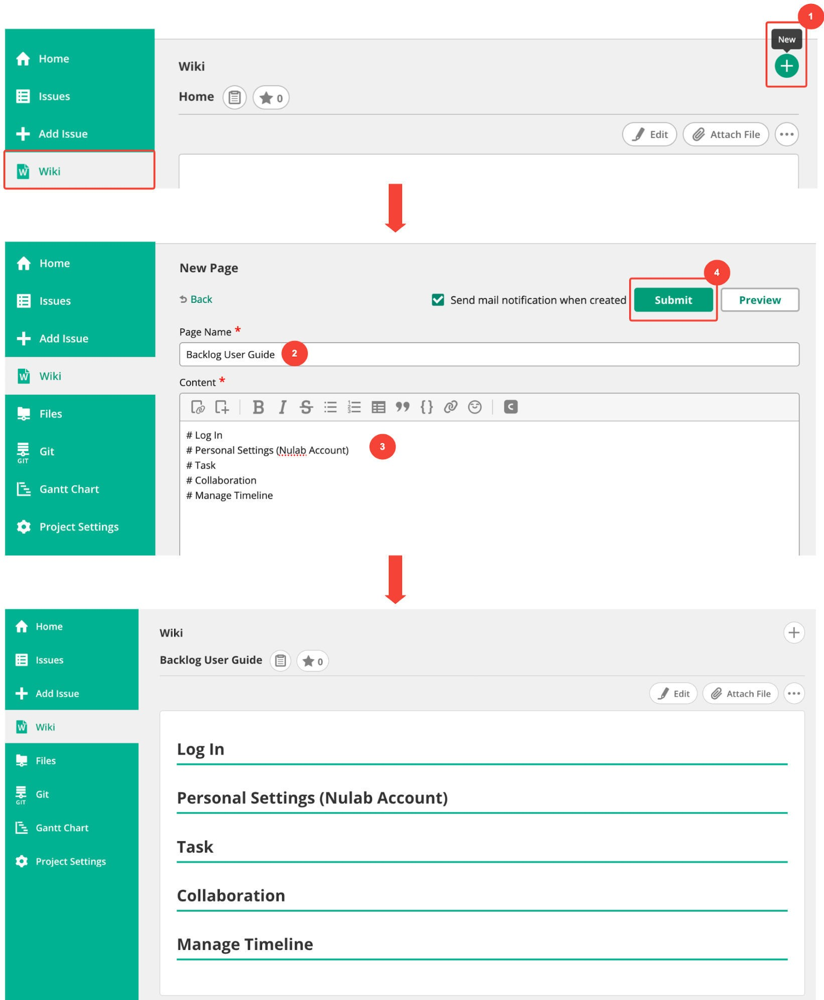 1
New
Home
Issues
Add Issue
W Wiki
Wiki
Home
0
Edit
Attach File
Home
Issues
Add Issue
W Wiki
Files
Git
GIT
Gantt Chart
Project Settings
New Page
Back
Send mail notification when created
Submit
4
Preview
Page Name *
Backlog User Guide
2
Content *
B I S 1 2 3 {} C
# Log In
# Personal Settings (Nulab Account)
3
# Task
# Collaboration
# Manage Timeline
Home
Issues
Add Issue
W Wiki
Files
Git
GIT
Gantt Chart
Project Settings
Wiki
Backlog User Guide
0
Edit
Attach File
Log In
Personal Settings (Nulab Account)
Task
Collaboration
Manage Timeline